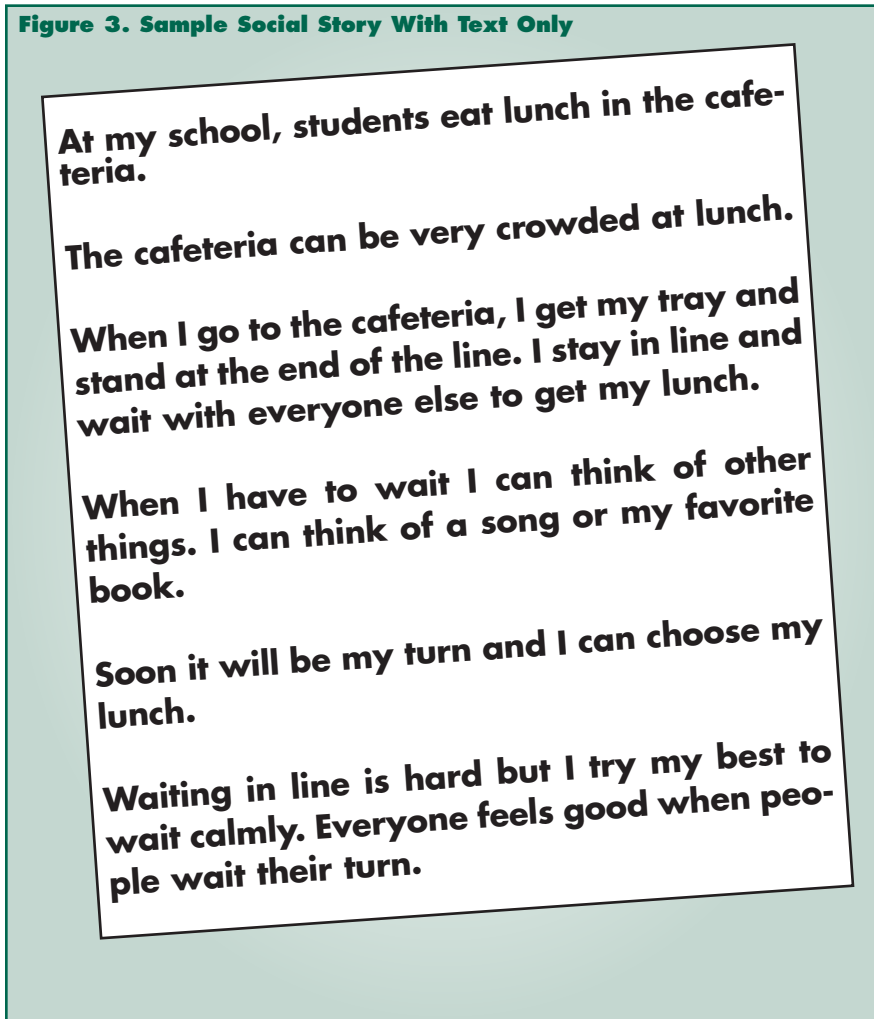 Figure 3. Sample Social Story With Text Only
At my school, students eat lunch in the cafe-
teria.
The cafeteria can be very crowded at lunch.
When I go to the cafeteria, I get my tray and
stand at the end of the line. I stay in line and
wait with everyone else to get my lunch.
When I have to wait I can think of other
things. I can think of a song or my favorite
book.
Soon it will be my turn and I can choose my
lunch.
Waiting in line is hard but I try my best to
wait calmly. Everyone feels good when peo-
ple wait their turn.